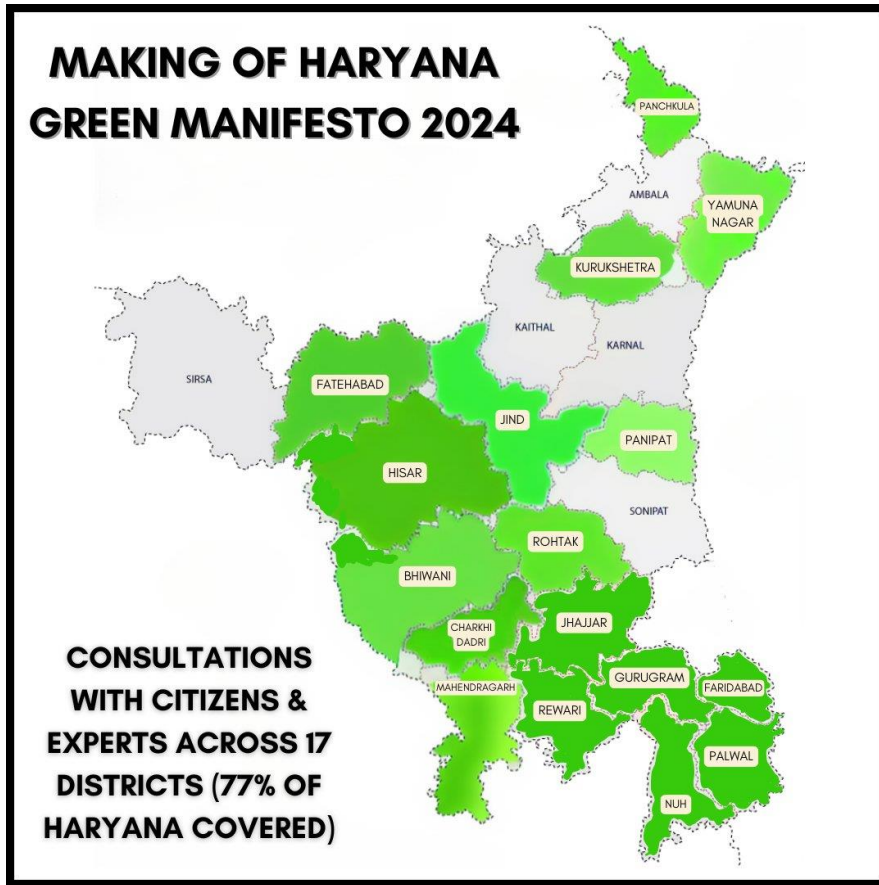 MAKING OF HARYANA
GREEN MANIFESTO 2024
PANCHKULA
AMBALA
YAMUNA
NAGAR
KURUKSHETRA
KAITHAL
KARNAL
SIRSA
FATEHABAD
JIND
PANIPAT
HISAR
SONIPAT
ROHTAK
BHIWANI
CHARKHI
DADRI
JHAJJAR
GURUGRAM
FARIDABAD
MAHENDRAGARH
REWARI
PALWAL
NUH
CONSULTATIONS
WITH CITIZENS &
EXPERTS ACROSS 17
DISTRICTS (77% OF
HARYANA COVERED)